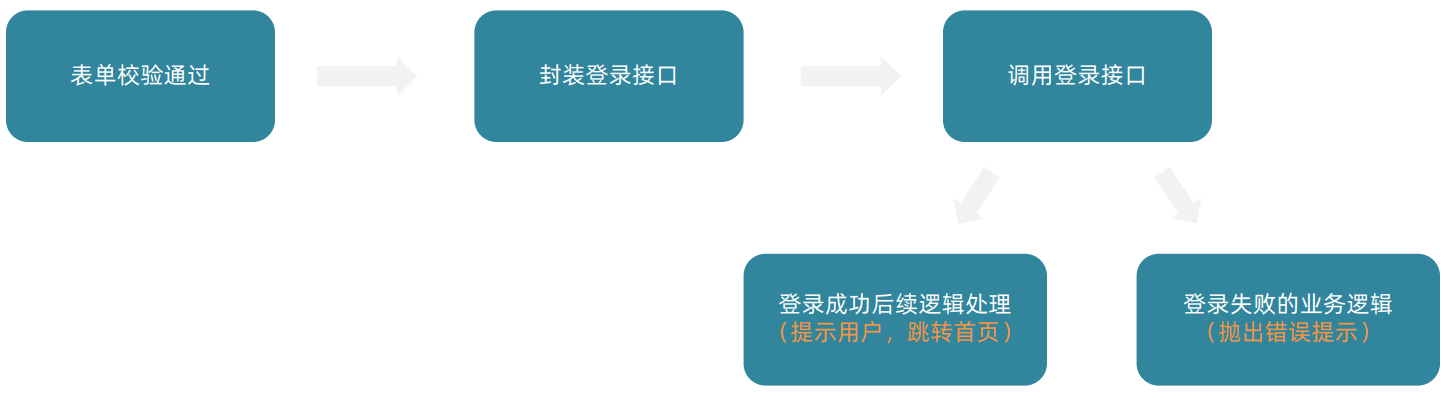 表单校验通过
封装登录接口
调用登录接口
登录成功后续逻辑处理
（提示用户，跳转首页）
登录失败的业务逻辑
（抛出错误提示）